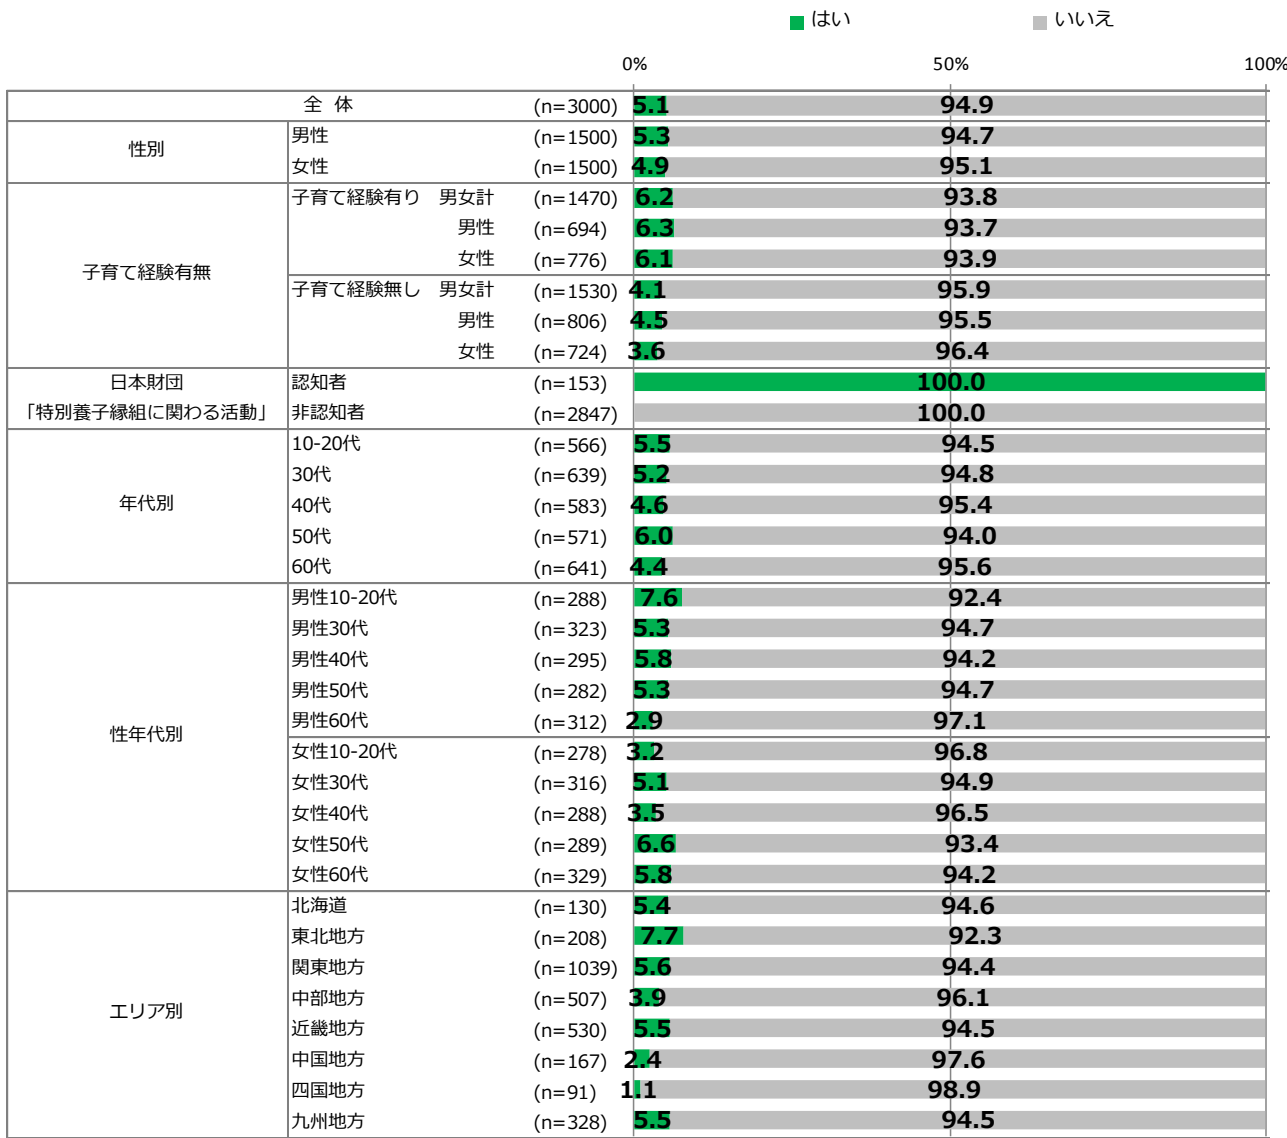 はい いいえ
0% 50% 100%
全 体 (n=3000) 5.1 94.9
性別
男性 (n=1500) 5.3 94.7
女性 (n=1500) 4.9 95.1
子育て経験有無
子育て経験有り 男女計 (n=1470) 6.2 93.8
男性 (n=694) 6.3 93.7
女性 (n=776) 6.1 93.9
子育て経験無し 男女計 (n=1530) 4.1 95.9
男性 (n=806) 4.5 95.5
女性 (n=724) 3.6 96.4
日本財団 認知者 (n=153) 100.0
「特別養子縁組に関わる活動」 非認知者 (n=2847) 100.0
年代別
10-20代 (n=566) 5.5 94.5
30代 (n=639) 5.2 94.8
40代 (n=583) 4.6 95.4
50代 (n=571) 6.0 94.0
60代 (n=641) 4.4 95.6
性年代別
男性10-20代 (n=288) 7.6 92.4
男性30代 (n=323) 5.3 94.7
男性40代 (n=295) 5.8 94.2
男性50代 (n=282) 5.3 94.7
男性60代 (n=312) 2.9 97.1
女性10-20代 (n=278) 3.2 96.8
女性30代 (n=316) 5.1 94.9
女性40代 (n=288) 3.5 96.5
女性50代 (n=289) 6.6 93.4
女性60代 (n=329) 5.8 94.2
エリア別
北海道 (n=130) 5.4 94.6
東北地方 (n=208) 7.7 92.3
関東地方 (n=1039) 5.6 94.4
中部地方 (n=507) 3.9 96.1
近畿地方 (n=530) 5.5 94.5
中国地方 (n=167) 2.4 97.6
四国地方 (n=91) 1.1 98.9
九州地方 (n=328) 5.5 94.5